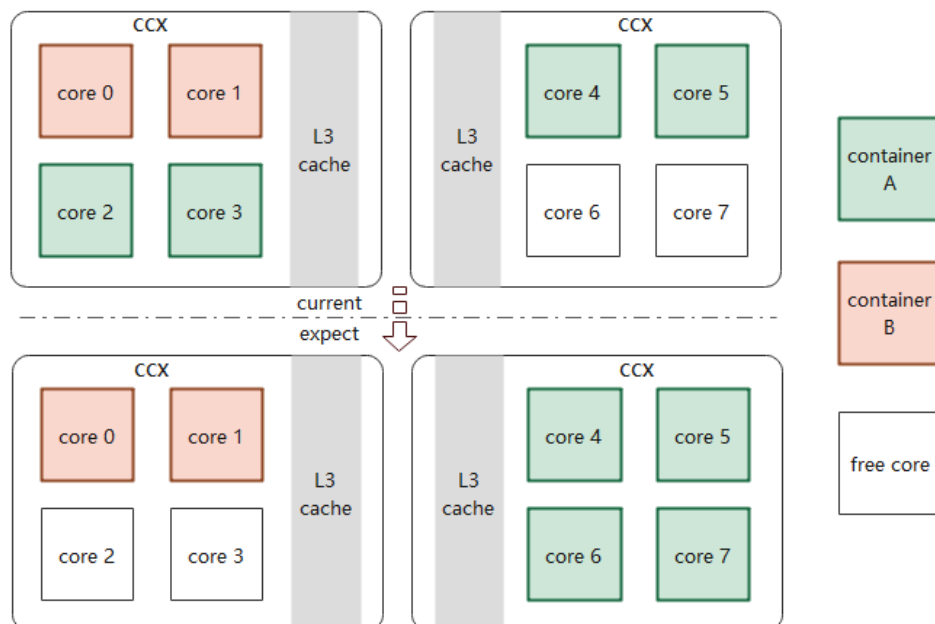 CCX
core 0
core 1
core 2
core 3
L3
cache
CCX
L3
cache
core 4
core 5
core 6
core 7
current
expect
CCX
core 0
core 1
core 2
core 3
L3
cache
CCX
L3
cache
core 4
core 5
core 6
core 7
container
A
container
B
free core